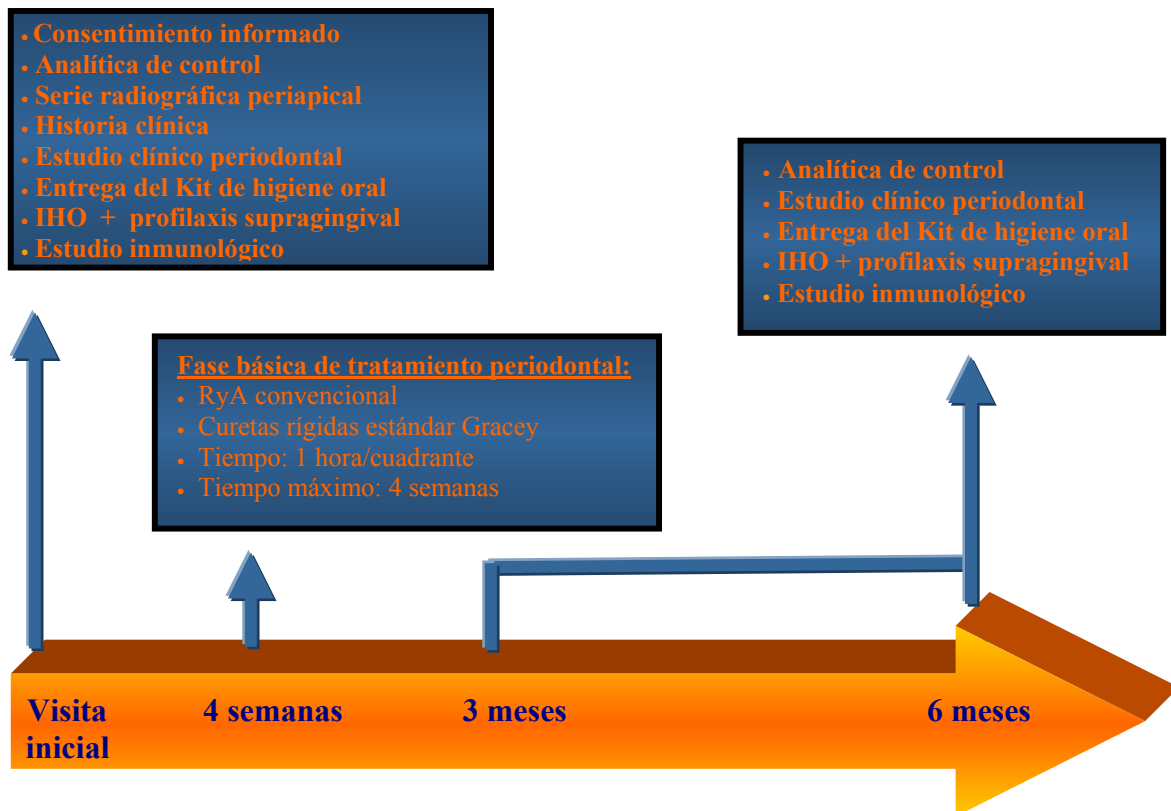 • Consentimiento informado
• Analítica de control
• Serie radiográfica periapical
• Historia clínica
• Estudio clínico periodontal
• Entrega del Kit de higiene oral
• IHO + profilaxis supragingival
• Estudio inmunológico
• Analítica de control
• Estudio clínico periodontal
• Entrega del Kit de higiene oral
• IHO + profilaxis supragingival
• Estudio inmunológico
Fase básica de tratamiento periodontal:
• RyA convencional
• Curetas rígidas estándar Gracey
• Tiempo: 1 hora/cuadrante
• Tiempo máximo: 4 semanas
Visita
inicial
4 semanas
3 meses
6 meses